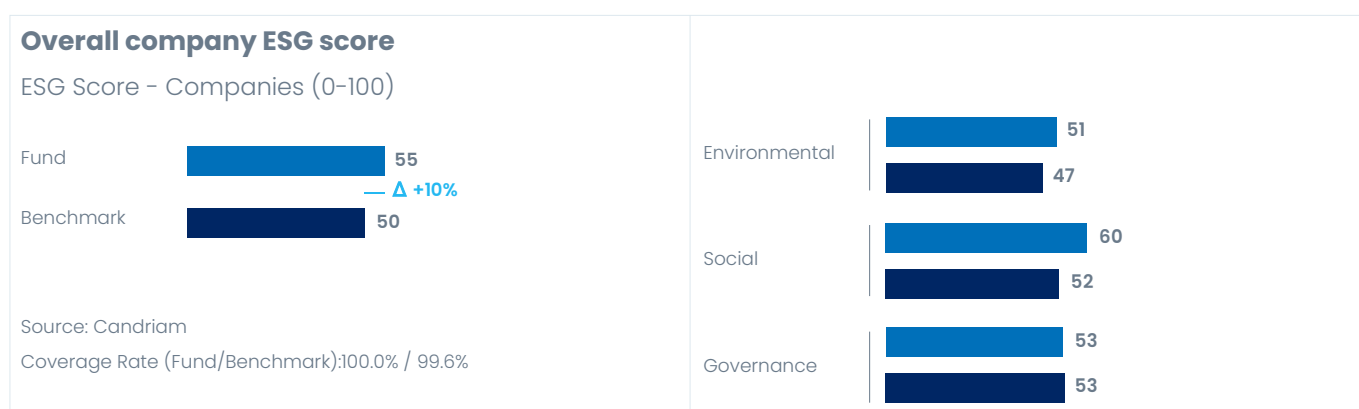 Overall company ESG score
ESG Score - Companies (0-100)
Fund
55
Δ +10%
Benchmark
50
Source: Candriam
Coverage Rate (Fund/Benchmark):100.0% / 99.6%
Environmental
51
47
Social
60
52
Governance
53
53